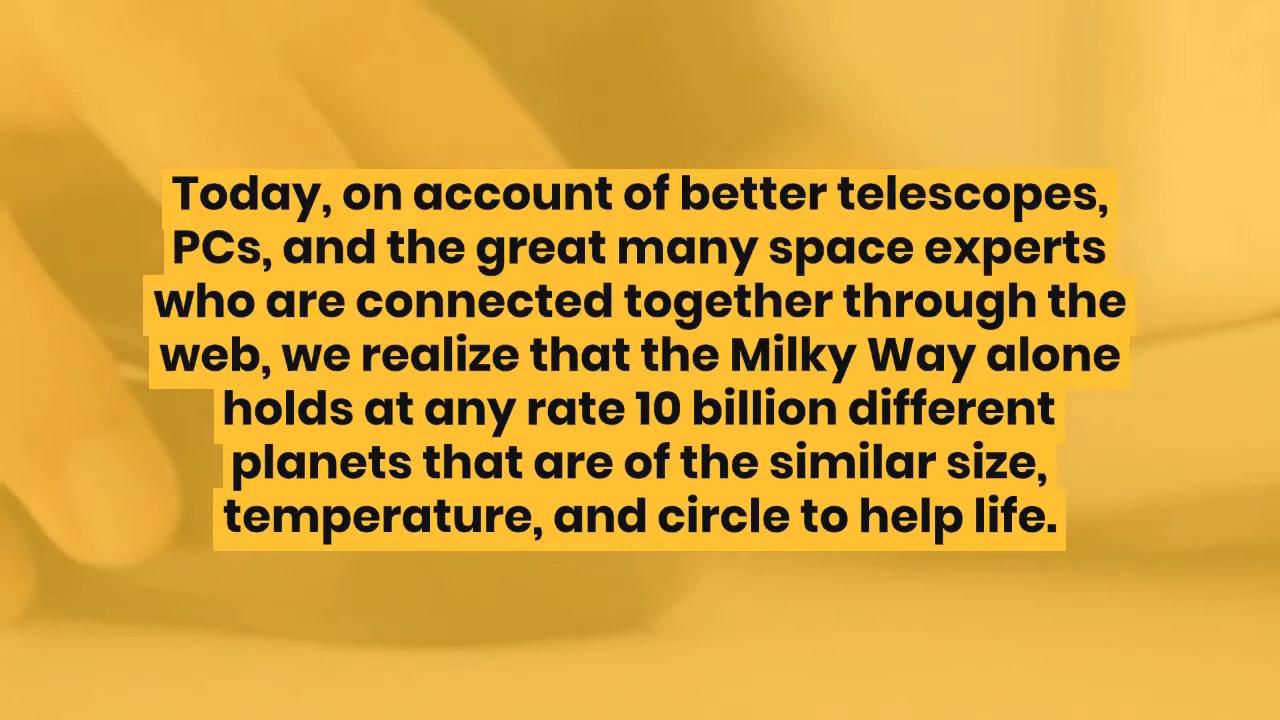 Today, on account of better telescopes,
PCs, and the great many space experts
who are connected together through the
web, we realize that the Milky Way alone
holds at any rate 10 billion different
planets that are of the similar size,
temperature, and circle to help life.